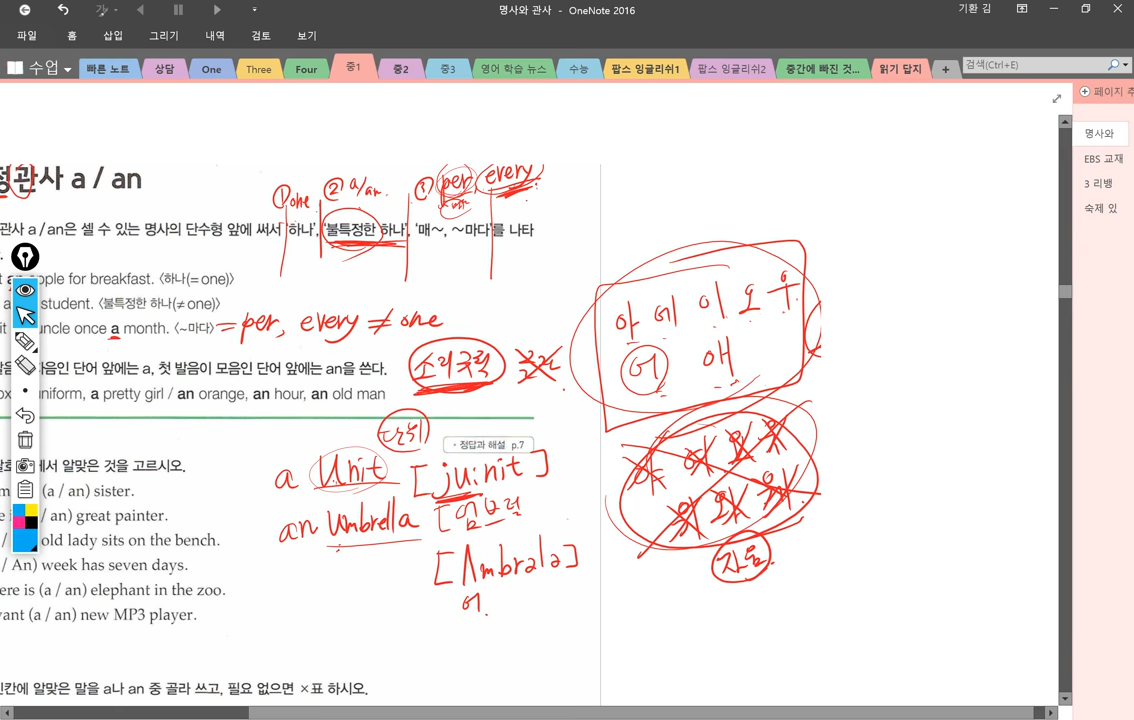 명사와 관사 - OneNote 2016
기환 김
파일 홈 삽입 그리기 내역 검토 보기
수업 빠른 노트 상담 One Three Four 중1 중2 중3 영어 학습 뉴스 수능 팝스 잉글리쉬1 팝스 잉글리쉬2 중간에 빠진 것... 읽기 답지 +
검색(Ctrl+E)
페이지 추
명사와
EBS 교재
3 리뱅
숙제 있
정관사 a / an
①one ②a/an. ③per every
관사 a / an은 셀 수 있는 명사의 단수형 앞에 써서 '하나', '불특정한 하나', '매~, ~마다'를 나타
apple for breakfast. 〈하나(= one)〉
a student. 〈불특정한 하나(≠ one)〉
uncle once a month. 〈~마다〉 = per, every ≠ one
자음인 단어 앞에는 a, 첫 발음이 모음인 단어 앞에는 an을 쓴다. 소리규칙
uniform, a pretty girl / an orange, an hour, an old man
아 에 이 오 우
어 애
단위
• 정답과 해설 p.7
에서 알맞은 것을 고르시오.
a Unit [junit]
(a / an) sister.
/ an) great painter.
an Umbrella [엄브렐
old lady sits on the bench.
/ An) week has seven days.
[ʌmbrələ]
ere is (a / an) elephant in the zoo.
어.
자음
vant (a / an) new MP3 player.
빈칸에 알맞은 말을 a나 an 중 골라 쓰고, 필요 없으면 ×표 하시오.